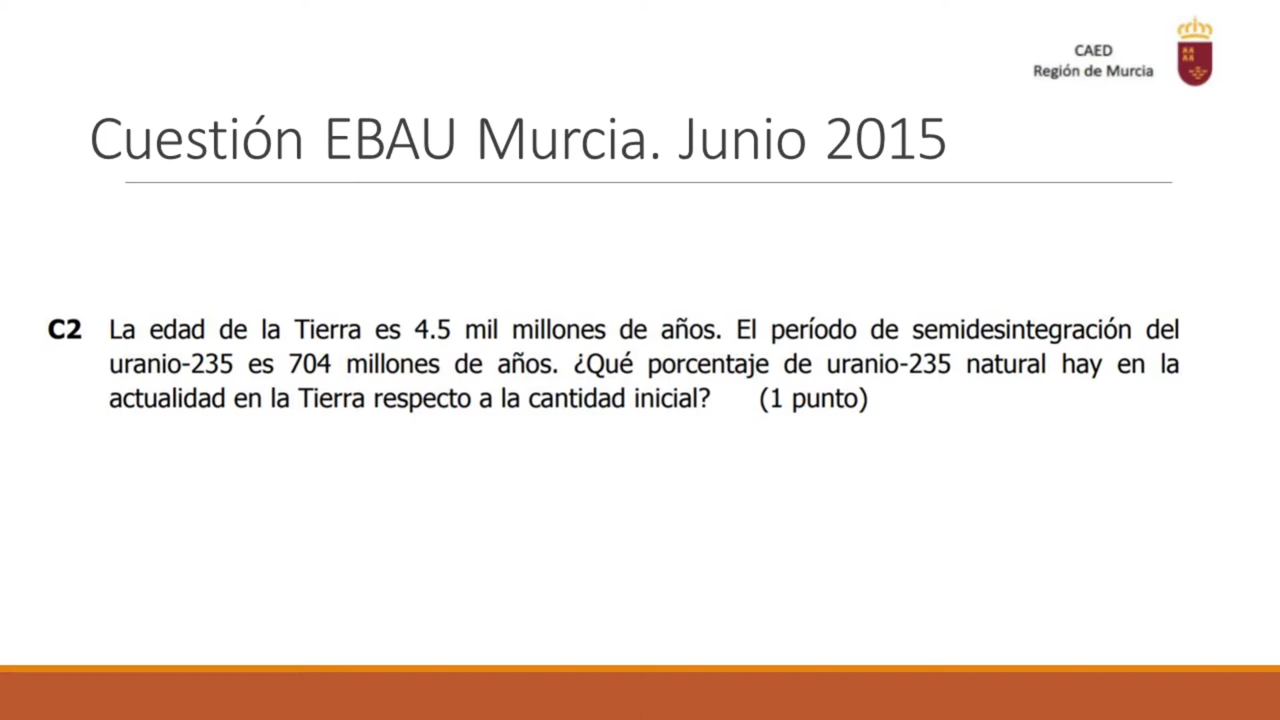 CAED
Región de Murcia
Cuestión EBAU Murcia. Junio 2015
C2 La edad de la Tierra es 4.5 mil millones de años. El período de semidesintegración del
uranio-235 es 704 millones de años. ¿Qué porcentaje de uranio-235 natural hay en la
actualidad en la Tierra respecto a la cantidad inicial? (1 punto)